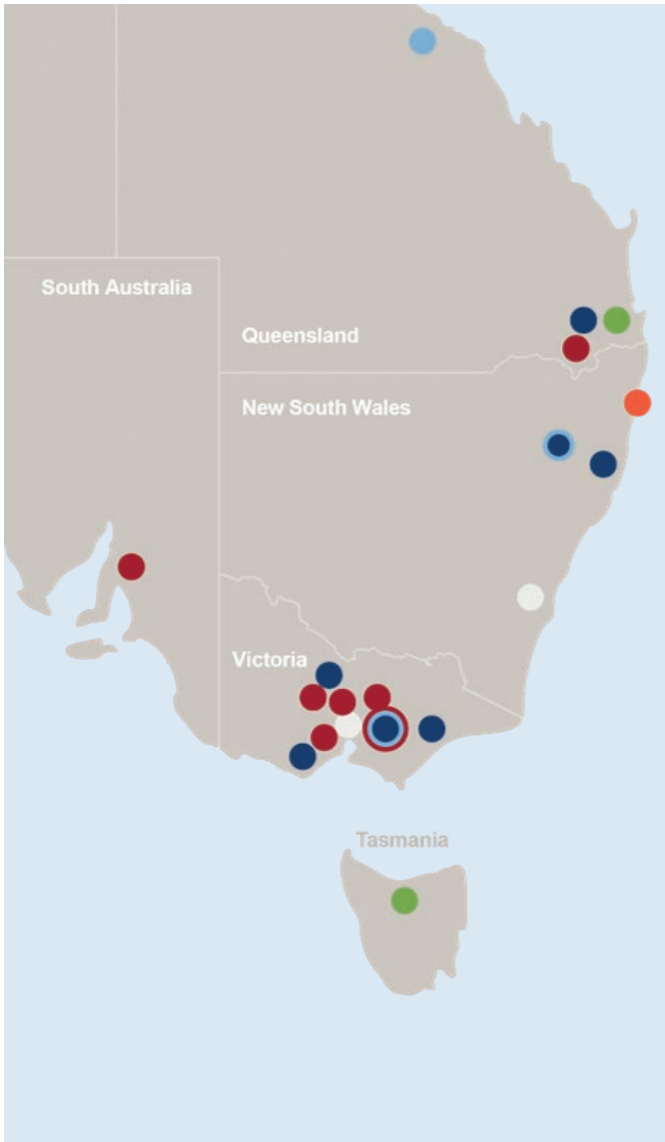 South Australia
Queensland
New South Wales
Victoria
Tasmania